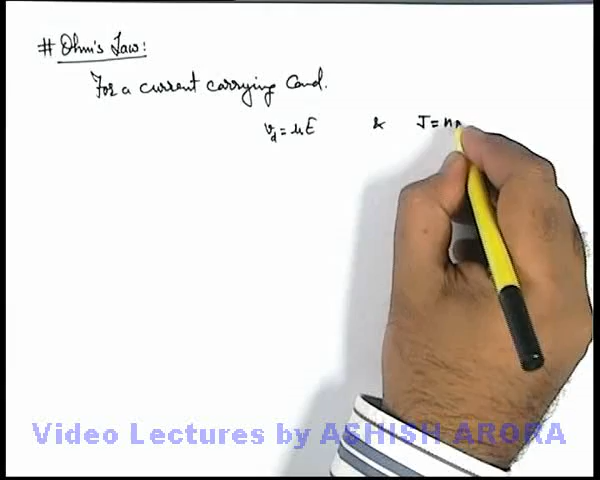 # Ohm's Law:
For a current carrying Cond.
v_d = μE & J = n
Video Lectures by ASHISH ARORA